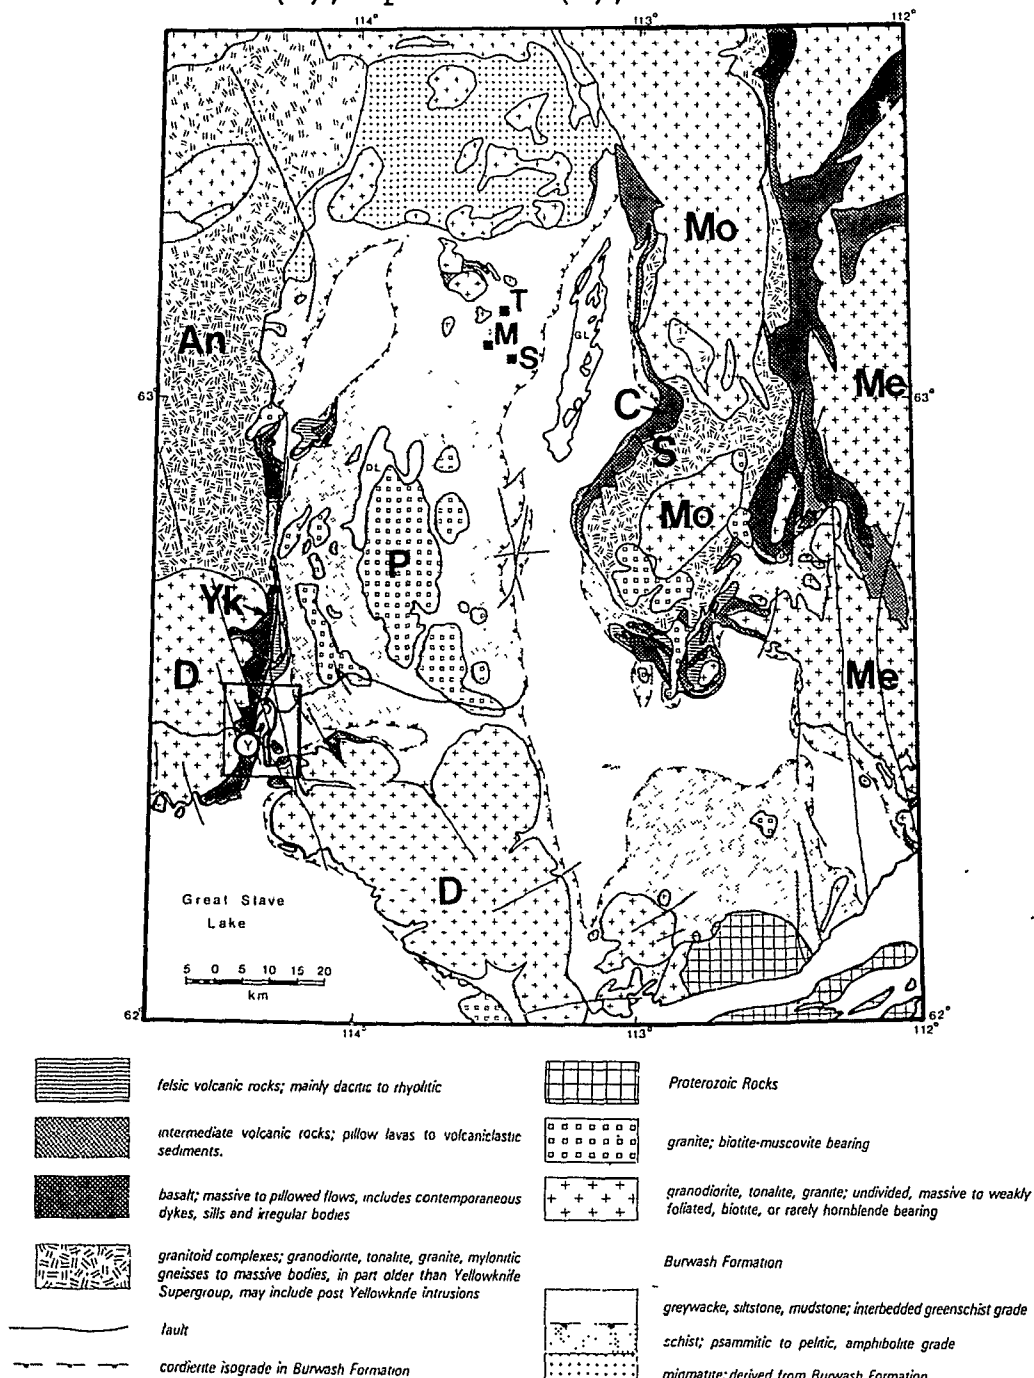 114°
113°
112°
Mo
T
M
S
GL
An
Me
63°
63°
C
S
DL
Mo
P
Yk
D
Me
Y
D
Great Slave
Lake
5 0 5 10 15 20
km
62°
62°
114°
113°
112°
felsic volcanic rocks; mainly dacitic to rhyolitic
intermediate volcanic rocks; pillow lavas to volcaniclastic
sediments.
basalt; massive to pillowed flows, includes contemporaneous
dykes, sills and irregular bodies
granitoid complexes; granodiorite, tonalite, granite, mylonitic
gneisses to massive bodies, in part older than Yellowknife
Supergroup, may include post Yellowknife intrusions
fault
cordierite isograde in Burwash Formation
Proterozoic Rocks
granite; biotite-muscovite bearing
granodiorite, tonalite, granite; undivided, massive to weakly
foliated, biotite, or rarely hornblende bearing
Burwash Formation
greywacke, siltstone, mudstone; interbedded greenschist grade
schist; psammitic to pelitic, amphibolite grade
migmatite; derived from Burwash Formation